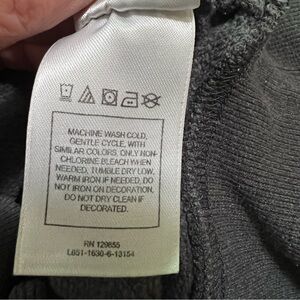 MACHINE WASH COLD,
GENTLE CYCLE, WITH
SIMILAR COLORS, ONLY NON-
CHLORINE BLEACH WHEN
NEEDED, TUMBLE DRY LOW,
WARM IRON IF NEEDED, DO
NOT IRON ON DECORATION,
DO NOT DRY CLEAN IF
DECORATED.
RN 129855
L651-1630-6-13154